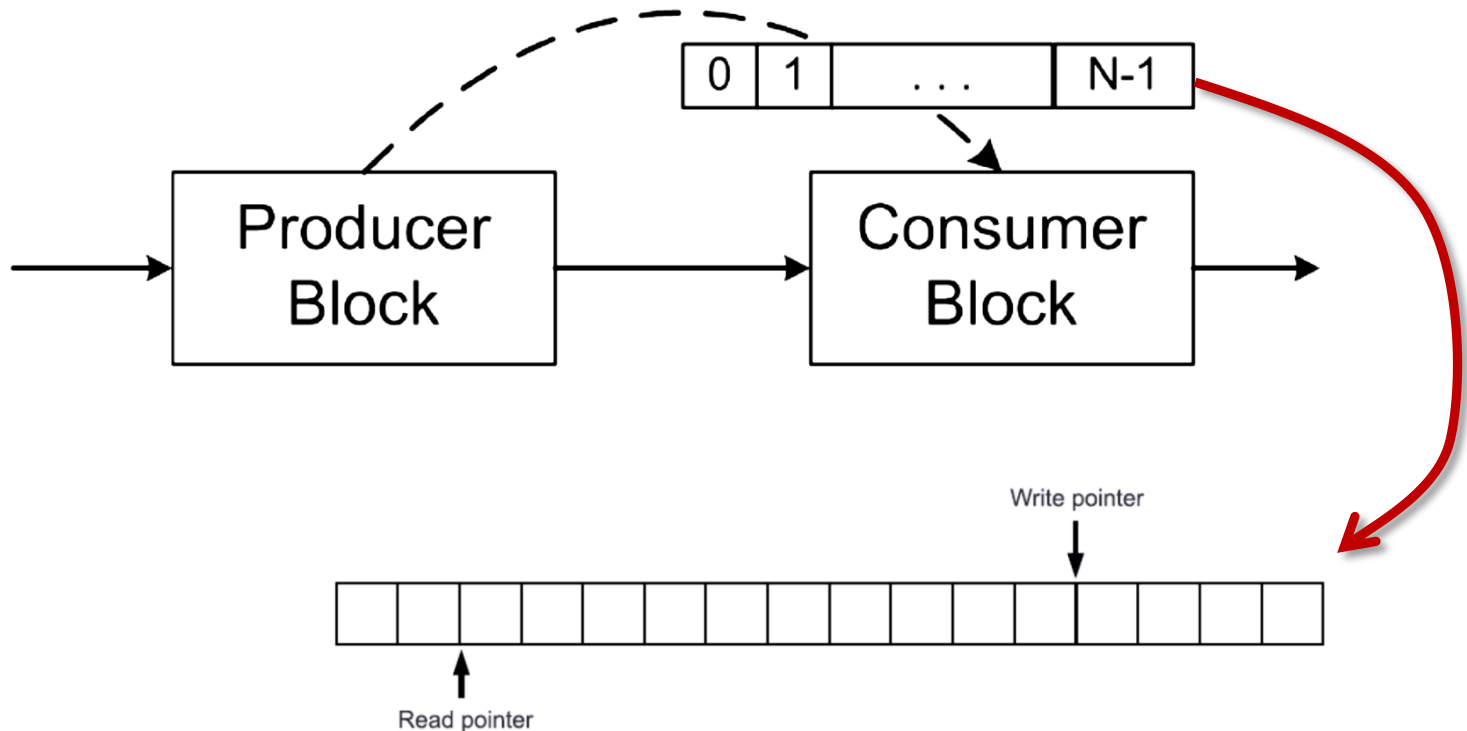 0 1 . . . N-1
Producer
Block
Consumer
Block
Write pointer
Read pointer